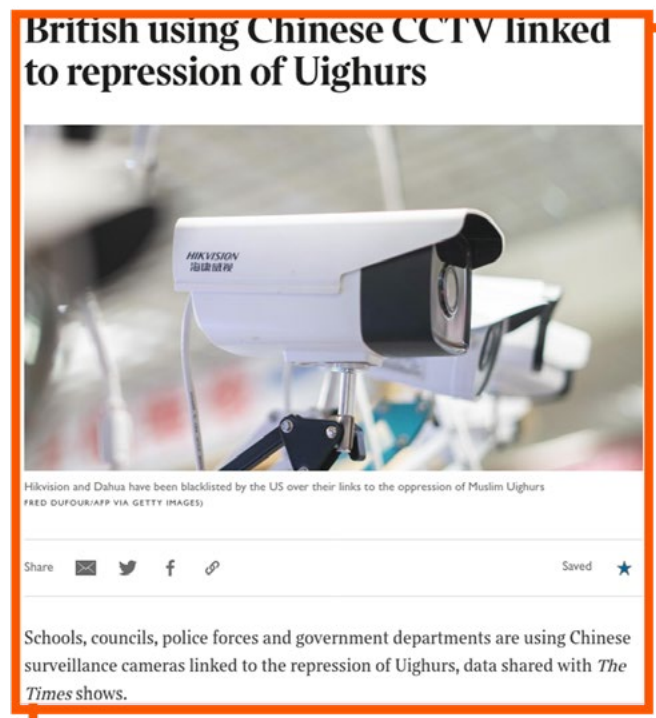 British using Chinese CCTV linked
to repression of Uighurs
HIKVISION
海康威视
Hikvision and Dahua have been blacklisted by the US over their links to the oppression of Muslim Uighurs
FRED DUFOUR/AFP VIA GETTY IMAGES)
Share
Saved
Schools, councils, police forces and government departments are using Chinese
surveillance cameras linked to the repression of Uighurs, data shared with The
Times shows.